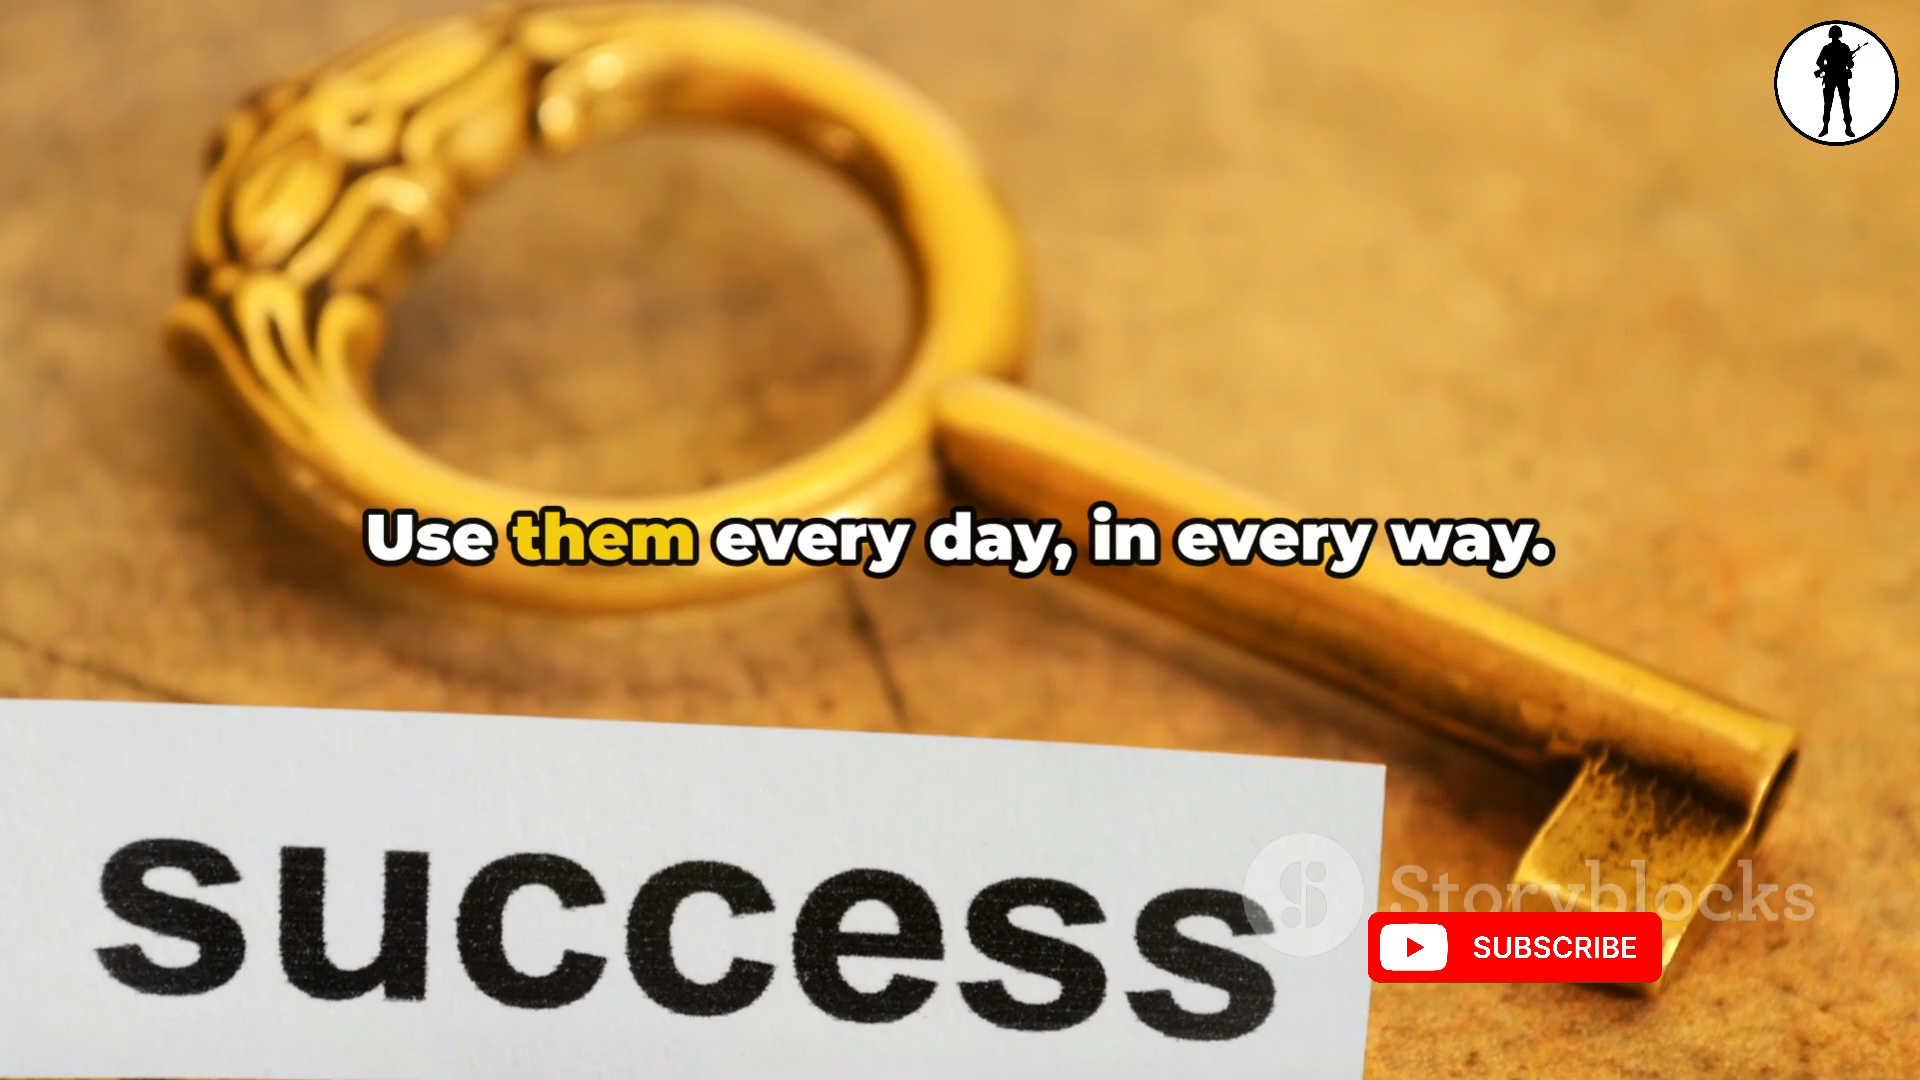 Use them every day, in every way.
success
Storyblocks
SUBSCRIBE